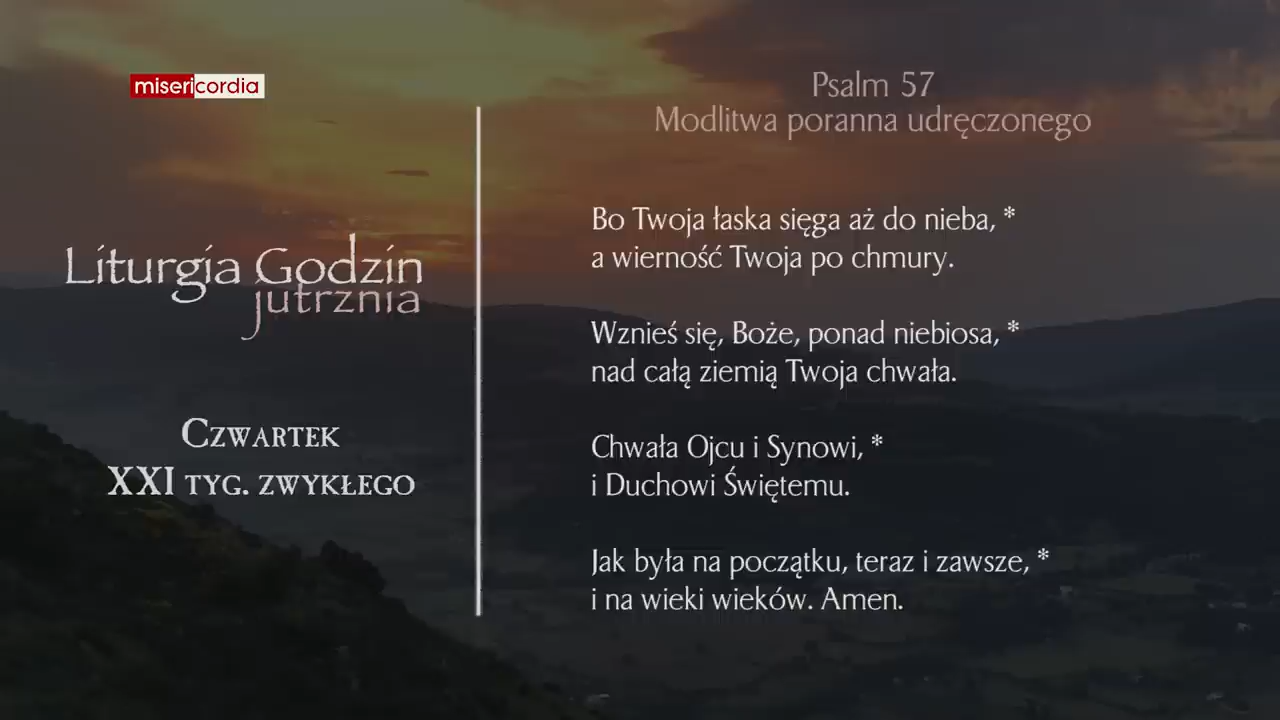 misericordia
Liturgia Godzin
jutrznia
Czwartek
XXI tyg. zwykłego
Psalm 57
Modlitwa poranna udręczonego
Bo Twoja łaska sięga aż do nieba, *
a wierność Twoja po chmury.
Wznieś się, Boże, ponad niebiosa, *
nad całą ziemią Twoja chwała.
Chwała Ojcu i Synowi, *
i Duchowi Świętemu.
Jak była na początku, teraz i zawsze, *
i na wieki wieków. Amen.